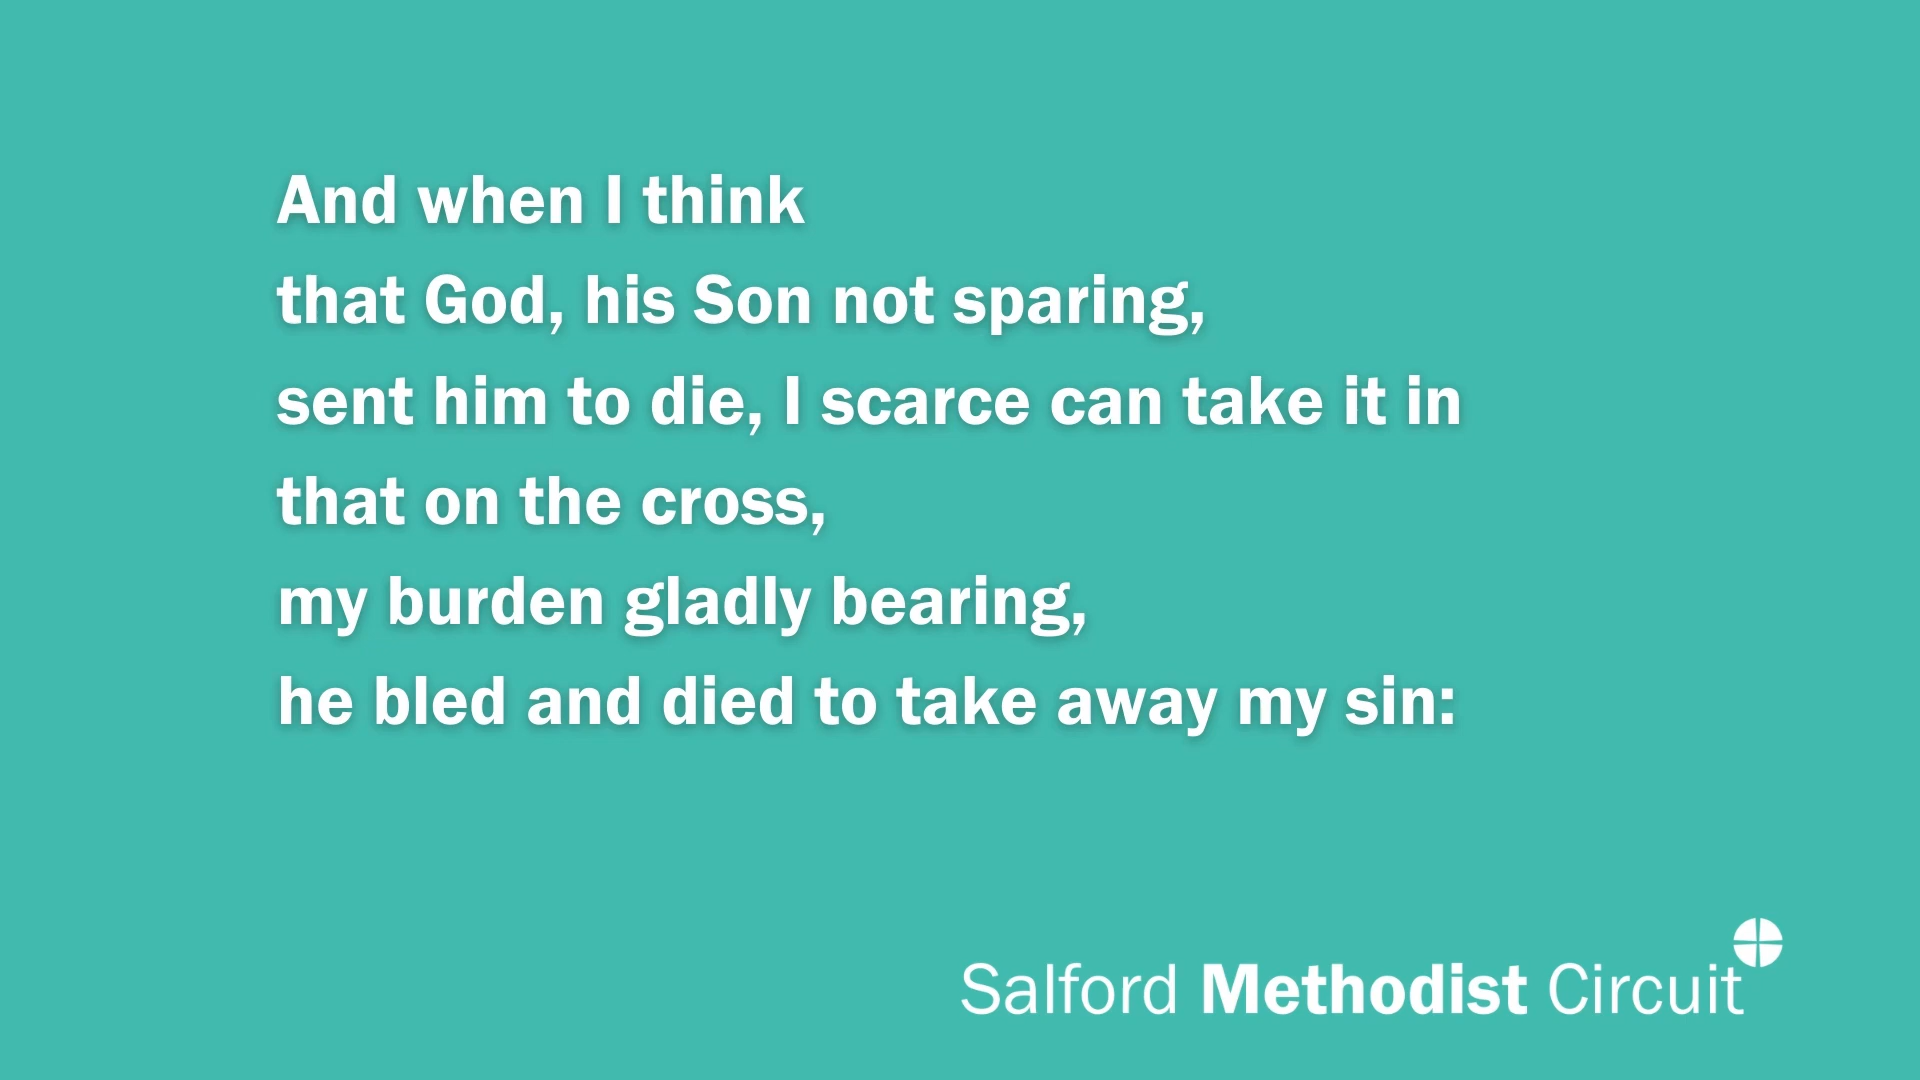 And when I think
that God, his Son not sparing,
sent him to die, I scarce can take it in
that on the cross,
my burden gladly bearing,
he bled and died to take away my sin:
Salford Methodist Circuit